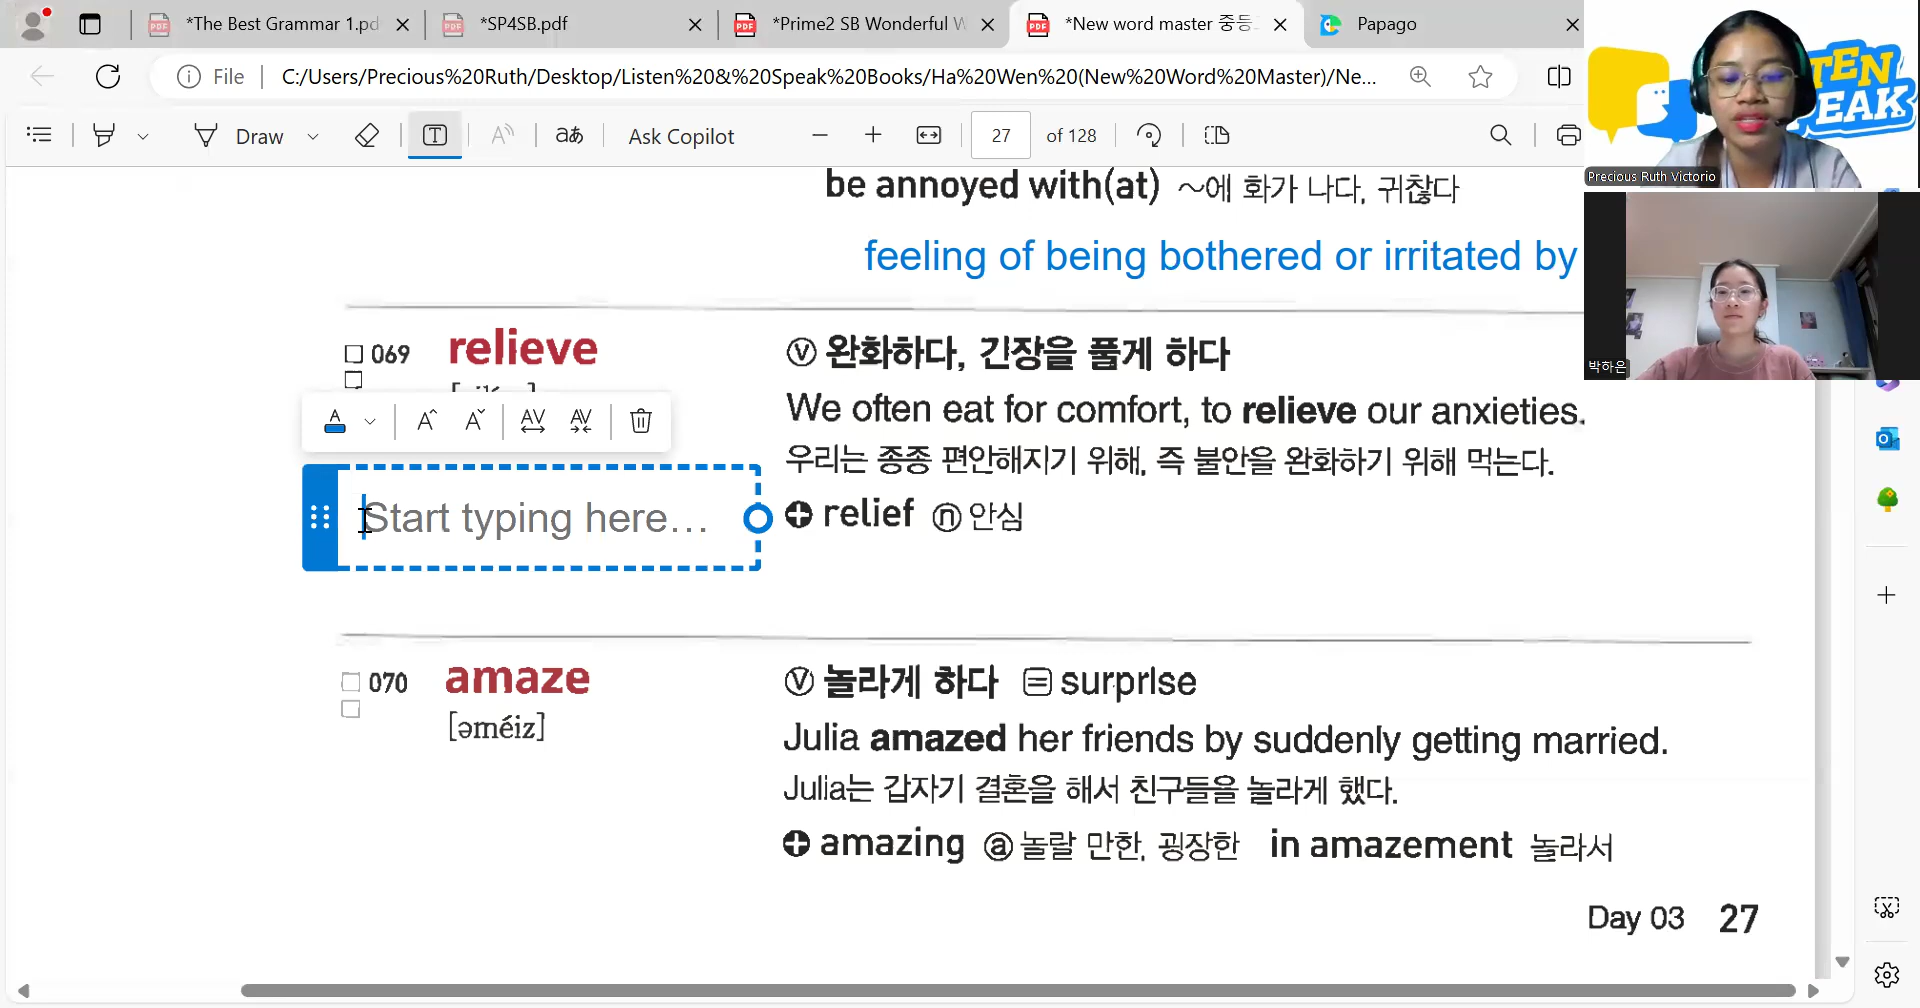 *The Best Grammar 1.pd
*SP4SB.pdf
*Prime2 SB Wonderful W
*New word master 중등
Papago
File
C:/Users/Precious%20Ruth/Desktop/Listen%20&%20Speak%20Books/Ha%20Wen%20(New%20Word%20Master)/Ne...
Draw
aあ
Ask Copilot
27
of 128
TEN
PEAK
Precious Ruth Victorio
박하은
be annoyed with(at) ～에 화가 나다, 귀찮다
feeling of being bothered or irritated by
069 relieve
ⓥ 완화하다, 긴장을 풀게 하다
We often eat for comfort, to relieve our anxieties.
우리는 종종 편안해지기 위해, 즉 불안을 완화하기 위해 먹는다.
Start typing here...
relief ⓝ 안심
070 amaze
[əméiz]
ⓥ 놀라게 하다 = surprise
Julia amazed her friends by suddenly getting married.
Julia는 갑자기 결혼을 해서 친구들을 놀라게 했다.
amazing ⓐ 놀랄 만한, 굉장한 in amazement 놀라서
Day 03 27